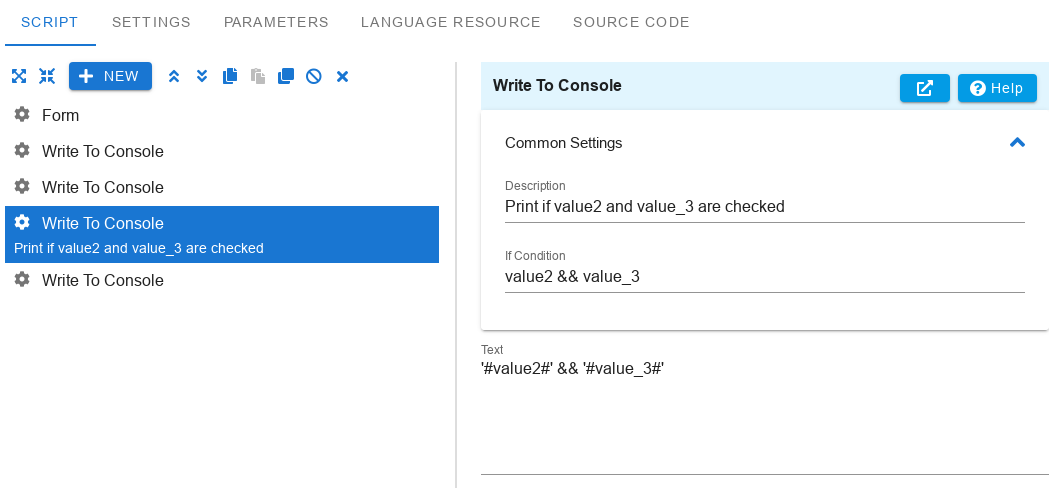 SCRIPT SETTINGS PARAMETERS LANGUAGE RESOURCE SOURCE CODE
NEW
Form
Write To Console
Write To Console
Write To Console
Print if value2 and value_3 are checked
Write To Console
Write To Console
Help
Common Settings
Description
Print if value2 and value_3 are checked
If Condition
value2 && value_3
Text
'#value2#' && '#value_3#'